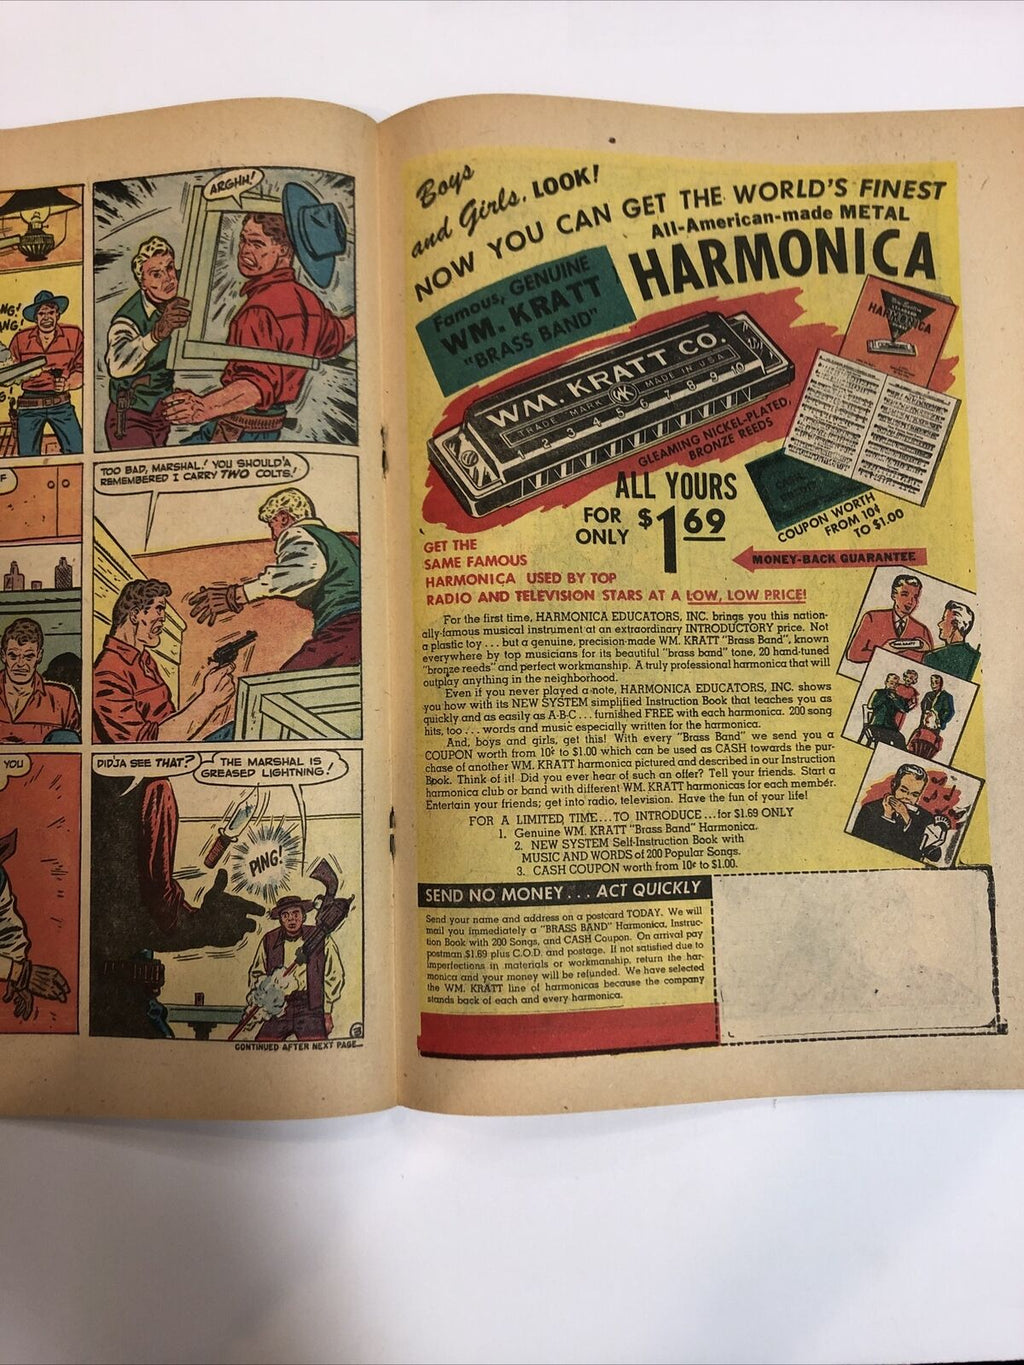 NG!
ANG!
F
YOU
ARGHH!
TOO BAD, MARSHAL! YOU SHOULD'A
REMEMBERED I CARRY TWO COLTS!
DIDJA SEE THAT?
THE MARSHAL IS
GREASED LIGHTNING!
PING!
CONTINUED AFTER NEXT PAGE—
Boys
and Girls, LOOK!
NOW YOU CAN GET THE WORLD'S FINEST
All-American-made METAL
HARMONICA
Famous, GENUINE
WM. KRATT
"BRASS BAND"
HARMONICA
WM. KRATT CO.
TRADE MARK WK MADE IN U.S.A.
2 3 4 5 6 7 8 9 10
GLEAMING NICKEL-PLATED,
BRONZE REEDS
ALL YOURS
FOR
ONLY $1 69
COUPON WORTH
FROM 10¢
TO $1.00
MONEY-BACK GUARANTEE
GET THE
SAME FAMOUS
HARMONICA USED BY TOP
RADIO AND TELEVISION STARS AT A LOW, LOW PRICE!
For the first time, HARMONICA EDUCATORS, INC. brings you this nation-
ally-famous musical instrument at an extraordinary INTRODUCTORY price. Not
a plastic toy . . . but a genuine, precision-made WM. KRATT "Brass Band", known
everywhere by top musicians for its beautiful "brass band" tone, 20 hand-tuned
"bronze reeds" and perfect workmanship. A truly professional harmonica that will
outplay anything in the neighborhood.
Even if you never played a note, HARMONICA EDUCATORS, INC. shows
you how with its NEW SYSTEM simplified Instruction Book that teaches you as
quickly and as easily as A-B-C . . . furnished FREE with each harmonica. 200 song
hits, too . . . words and music especially written for the harmonica.
And, boys and girls, get this! With every "Brass Band" we send you a
COUPON worth from 10¢ to $1.00 which can be used as CASH towards the pur-
chase of another WM. KRATT harmonica pictured and described in our Instruction
Book. Think of it! Did you ever hear of such an offer? Tell your friends. Start a
harmonica club or band with different WM. KRATT harmonicas for each member.
Entertain your friends; get into radio, television. Have the fun of your life!
FOR A LIMITED TIME . . . TO INTRODUCE . . . for $1.69 ONLY
1. Genuine WM. KRATT "Brass Band" Harmonica.
2. NEW SYSTEM Self-Instruction Book with
MUSIC AND WORDS of 200 Popular Songs.
3. CASH COUPON worth from 10¢ to $1.00.
SEND NO MONEY . . . ACT QUICKLY
Send your name and address on a postcard TODAY. We will
mail you immediately a "BRASS BAND" Harmonica, Instruc-
tion Book with 200 Songs, and CASH Coupon. On arrival pay
postman $1.69 plus C.O.D. and postage. If not satisfied due to
imperfections in materials or workmanship, return the har-
monica and your money will be refunded. We have selected
the WM. KRATT line of harmonicas because the company
stands back of each and every harmonica.